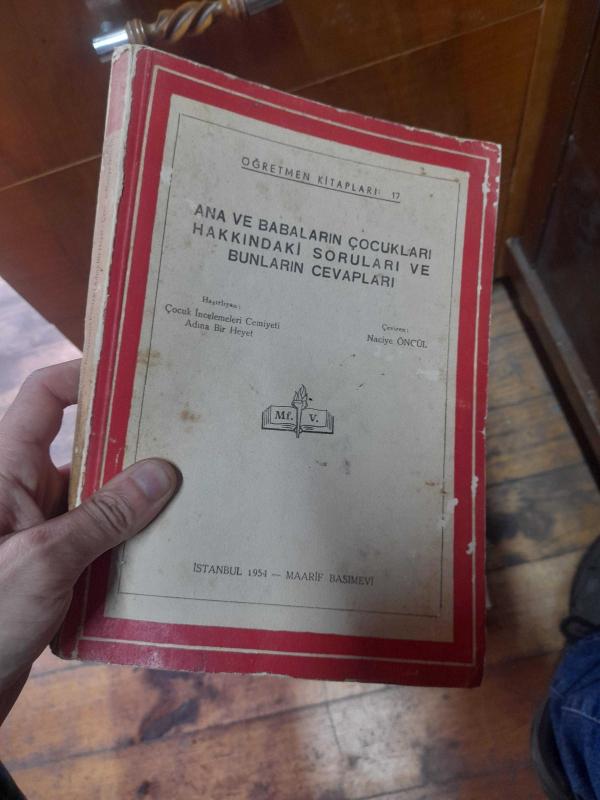 ÖĞRETMEN KİTAPLARI: 17
ANA VE BABALARIN ÇOCUKLARI
HAKKINDAKİ SORULARI VE
BUNLARIN CEVAPLARI
Hazırlıyan:
Çocuk İncelemeleri Cemiyeti
Adına Bir Heyet
Çeviren:
Naciye ÖNCÜL
Mf. V.
İSTANBUL 1954 — MAARİF BASIMEVİ